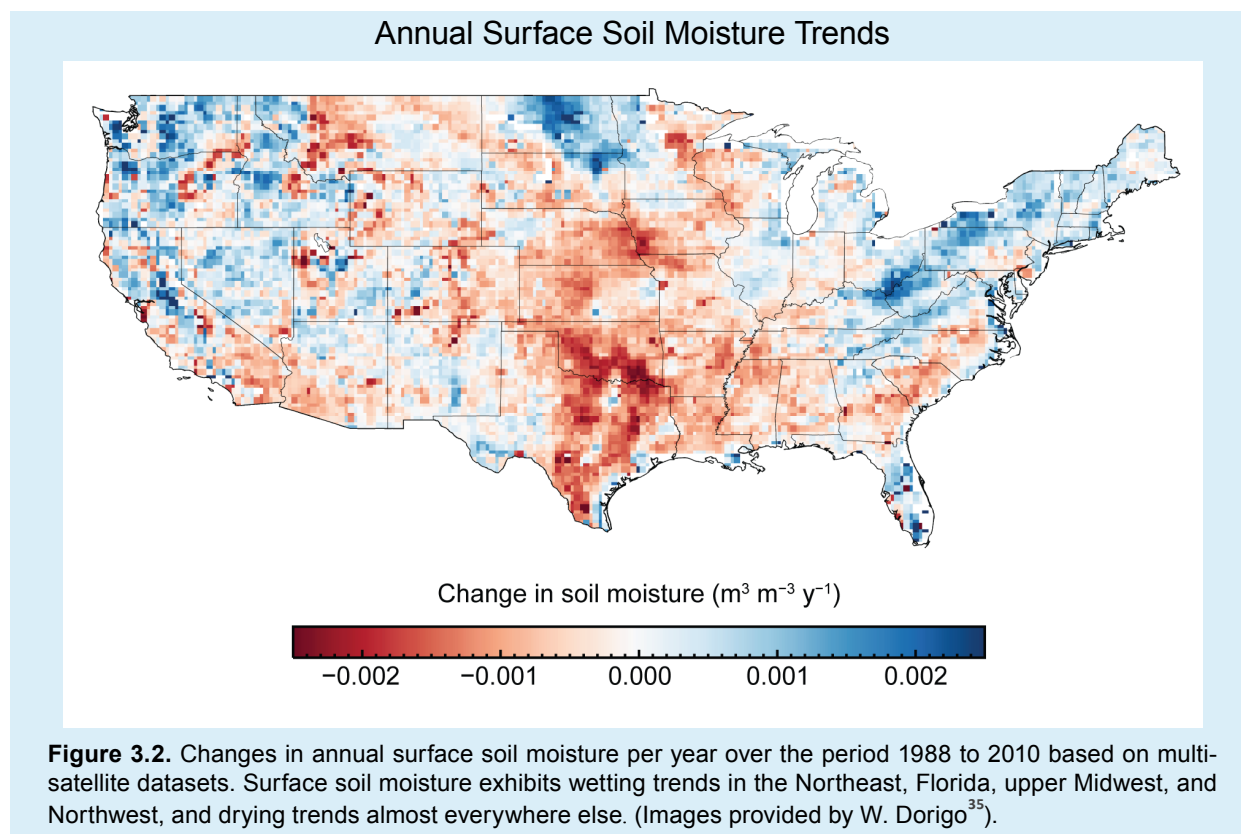 Annual Surface Soil Moisture Trends
Change in soil moisture (m³ m⁻³ y⁻¹)
−0.002 −0.001 0.000 0.001 0.002
Figure 3.2. Changes in annual surface soil moisture per year over the period 1988 to 2010 based on multi-
satellite datasets. Surface soil moisture exhibits wetting trends in the Northeast, Florida, upper Midwest, and
Northwest, and drying trends almost everywhere else. (Images provided by W. Dorigo³⁵).